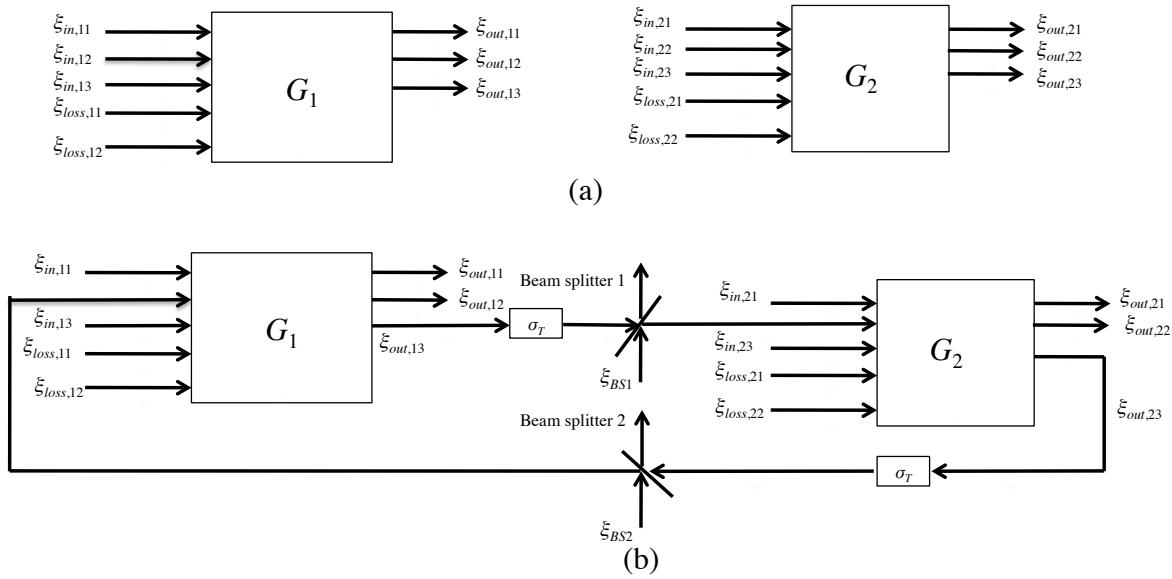 ξin,11
ξin,12
ξin,13
ξloss,11
ξloss,12
G1
ξout,11
ξout,12
ξout,13
ξin,21
ξin,22
ξin,23
ξloss,21
ξloss,22
G2
ξout,21
ξout,22
ξout,23
(a)
ξin,11
ξin,13
ξloss,11
ξloss,12
G1
ξout,11
ξout,12
ξout,13
σT
Beam splitter 1
ξBS1
ξin,21
ξin,23
ξloss,21
ξloss,22
G2
ξout,21
ξout,22
ξout,23
Beam splitter 2
σT
ξBS2
(b)